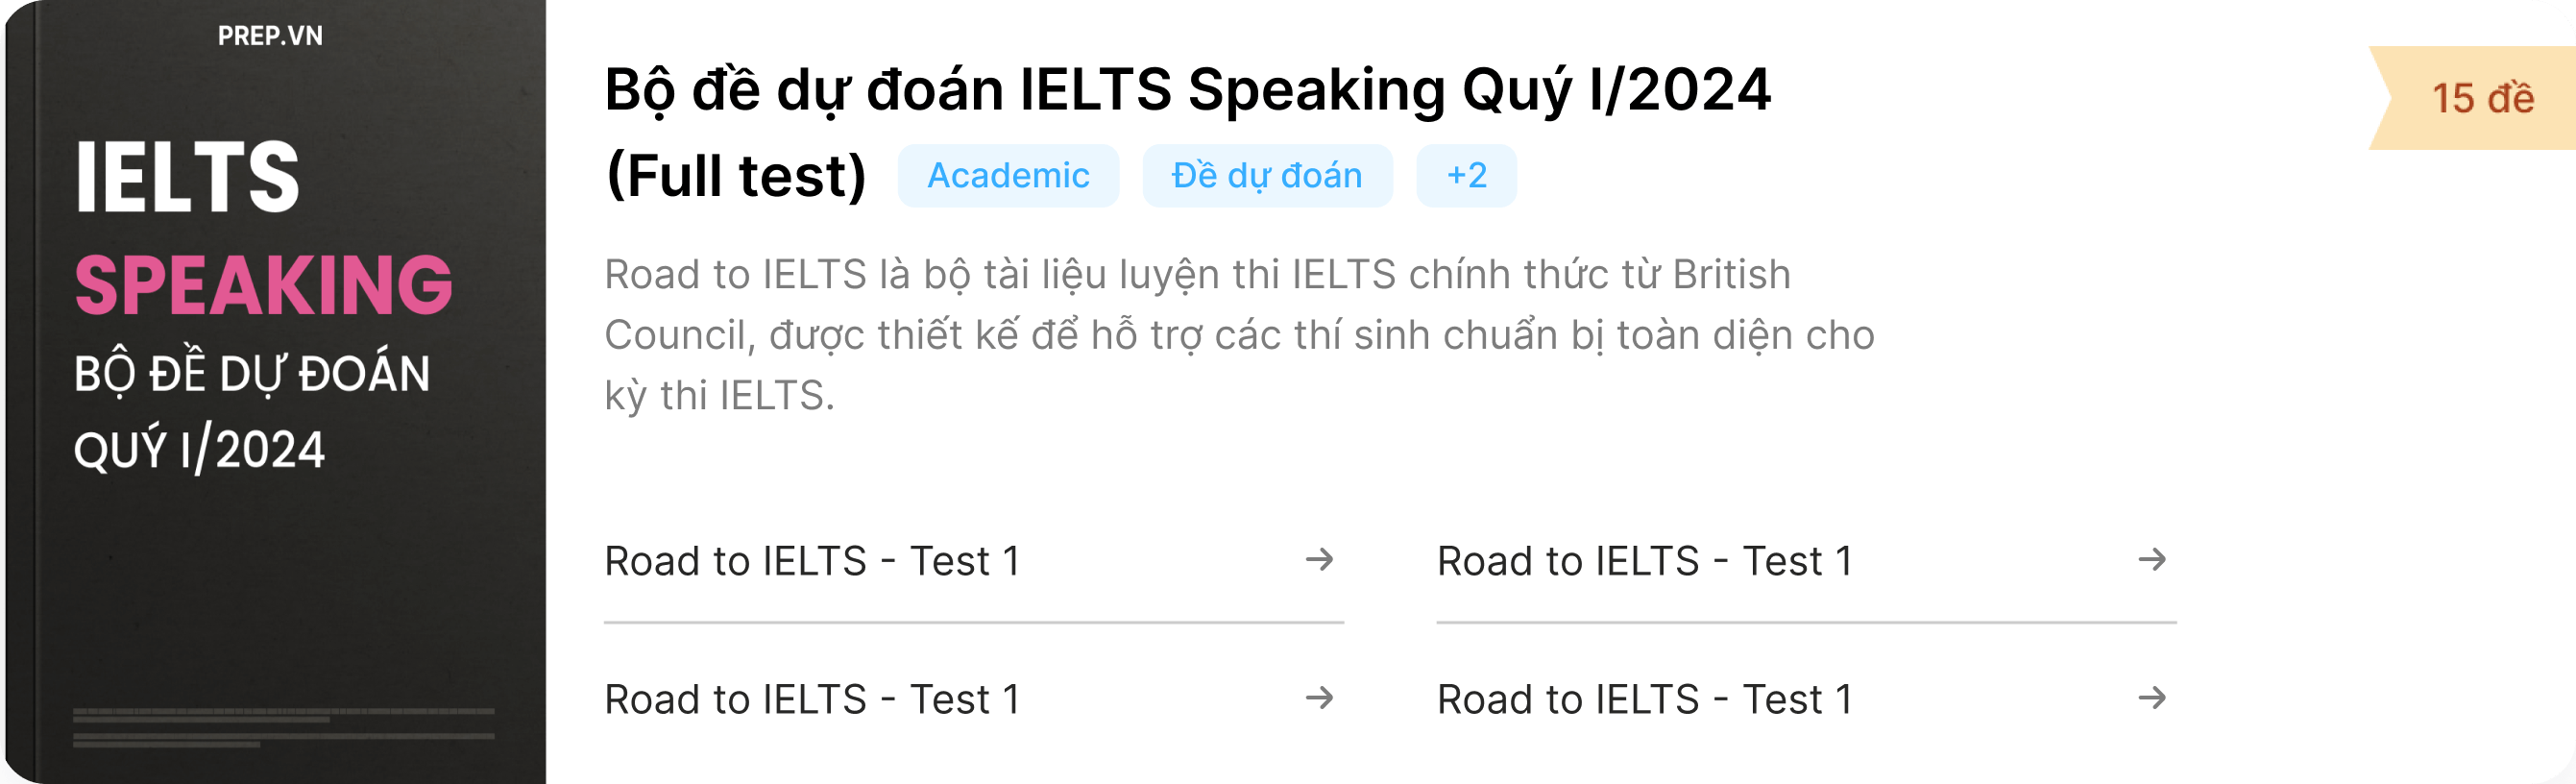 PREP.VN
IELTS
SPEAKING
BỘ ĐỀ DỰ ĐOÁN
QUÝ I/2024
Bộ đề dự đoán IELTS Speaking Quý I/2024
(Full test) Academic Đề dự đoán +2
15 đề
Road to IELTS là bộ tài liệu luyện thi IELTS chính thức từ British
Council, được thiết kế để hỗ trợ các thí sinh chuẩn bị toàn diện cho
kỳ thi IELTS.
Road to IELTS - Test 1
Road to IELTS - Test 1
Road to IELTS - Test 1
Road to IELTS - Test 1